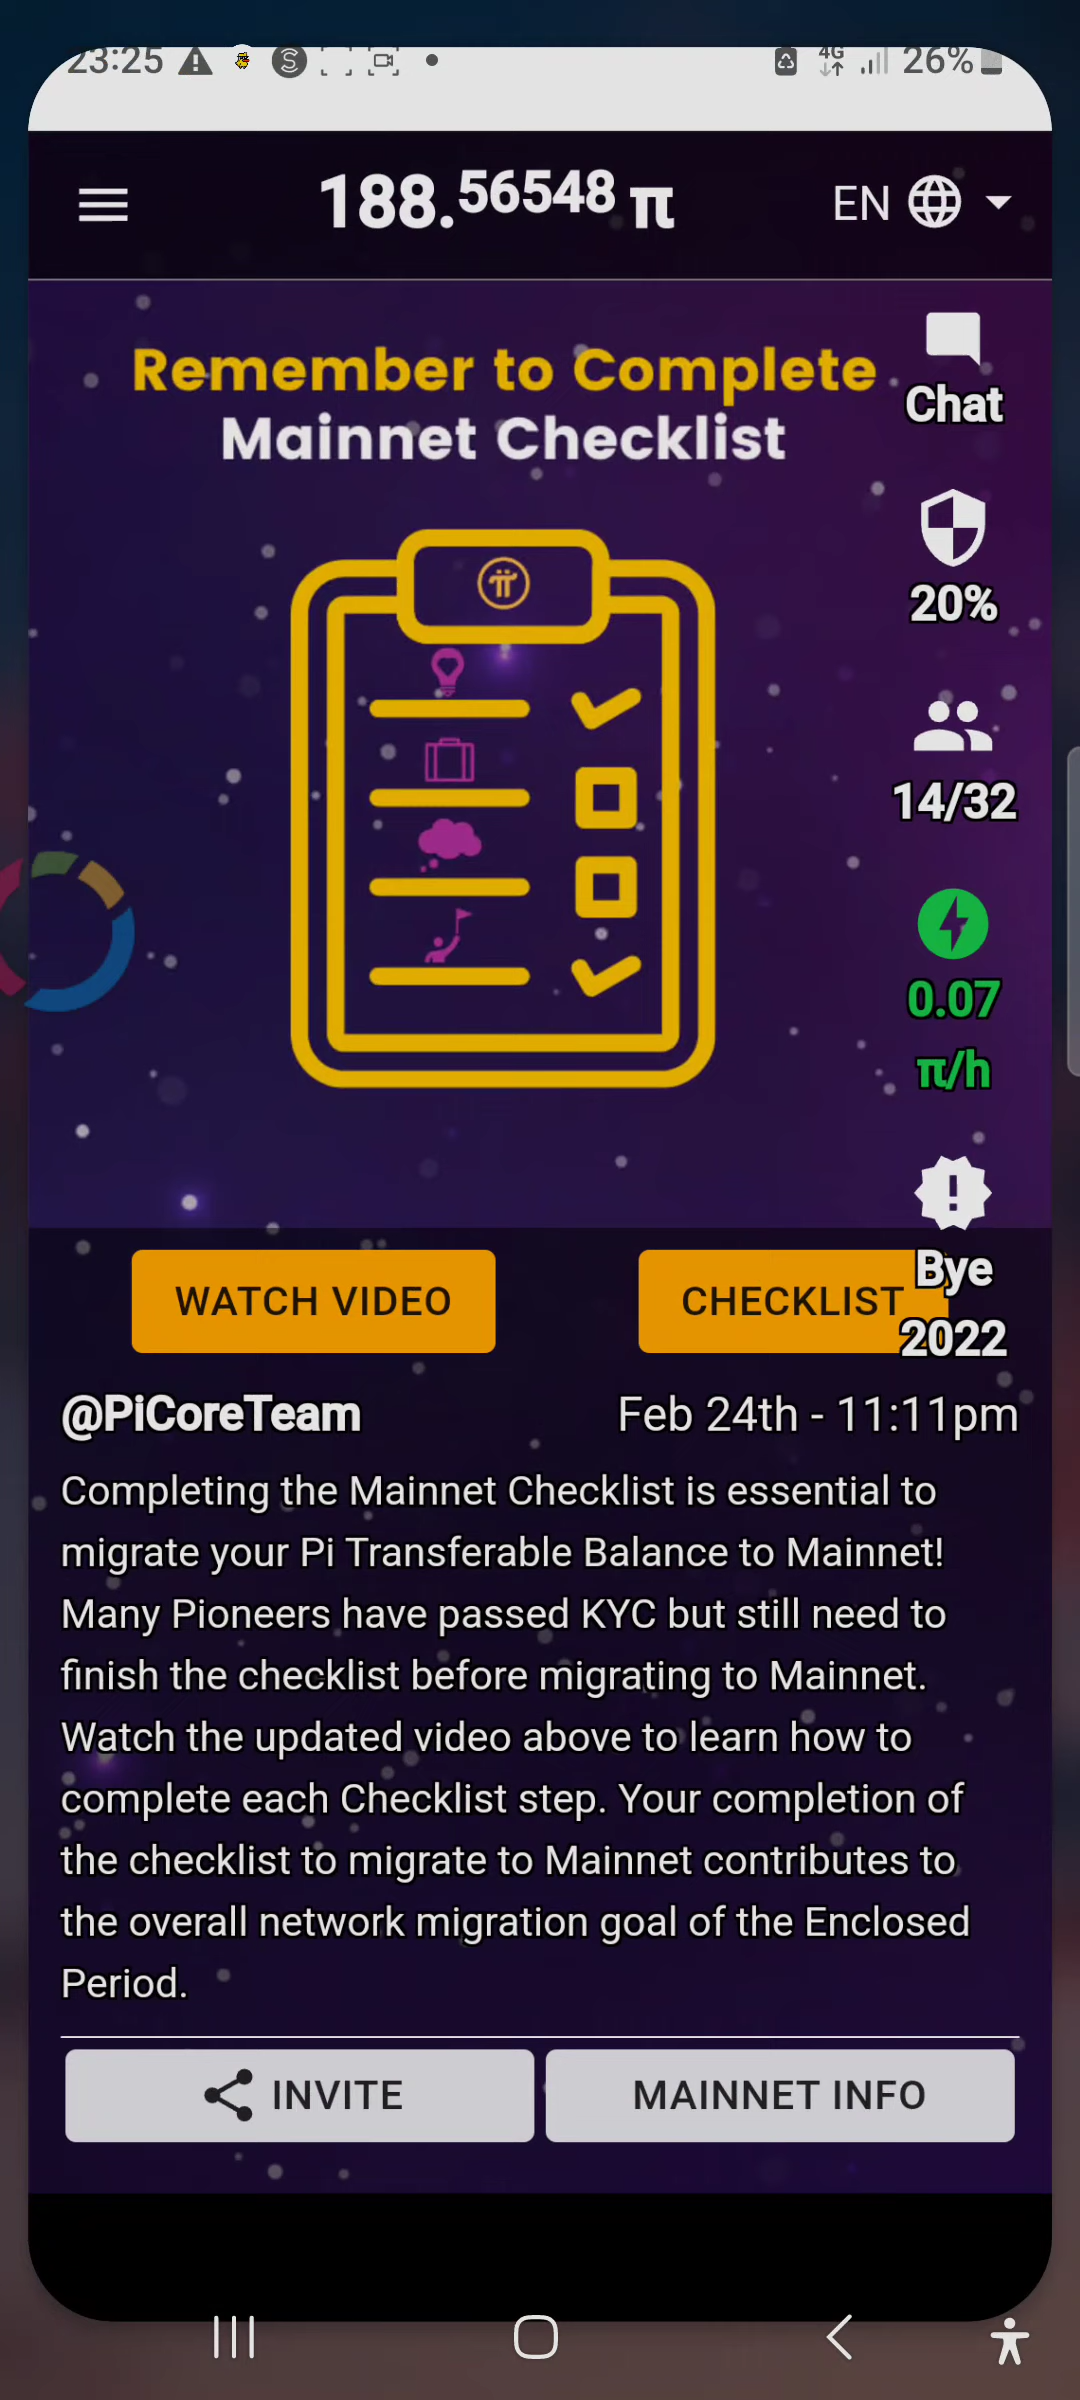 23:25 4G 26%
188.56548 π EN
Remember to Complete
Mainnet Checklist
Chat
20%
14/32
0.07
π/h
Bye
2022
WATCH VIDEO CHECKLIST
@PiCoreTeam Feb 24th - 11:11pm
Completing the Mainnet Checklist is essential to
migrate your Pi Transferable Balance to Mainnet!
Many Pioneers have passed KYC but still need to
finish the checklist before migrating to Mainnet.
Watch the updated video above to learn how to
complete each Checklist step. Your completion of
the checklist to migrate to Mainnet contributes to
the overall network migration goal of the Enclosed
Period.
INVITE MAINNET INFO